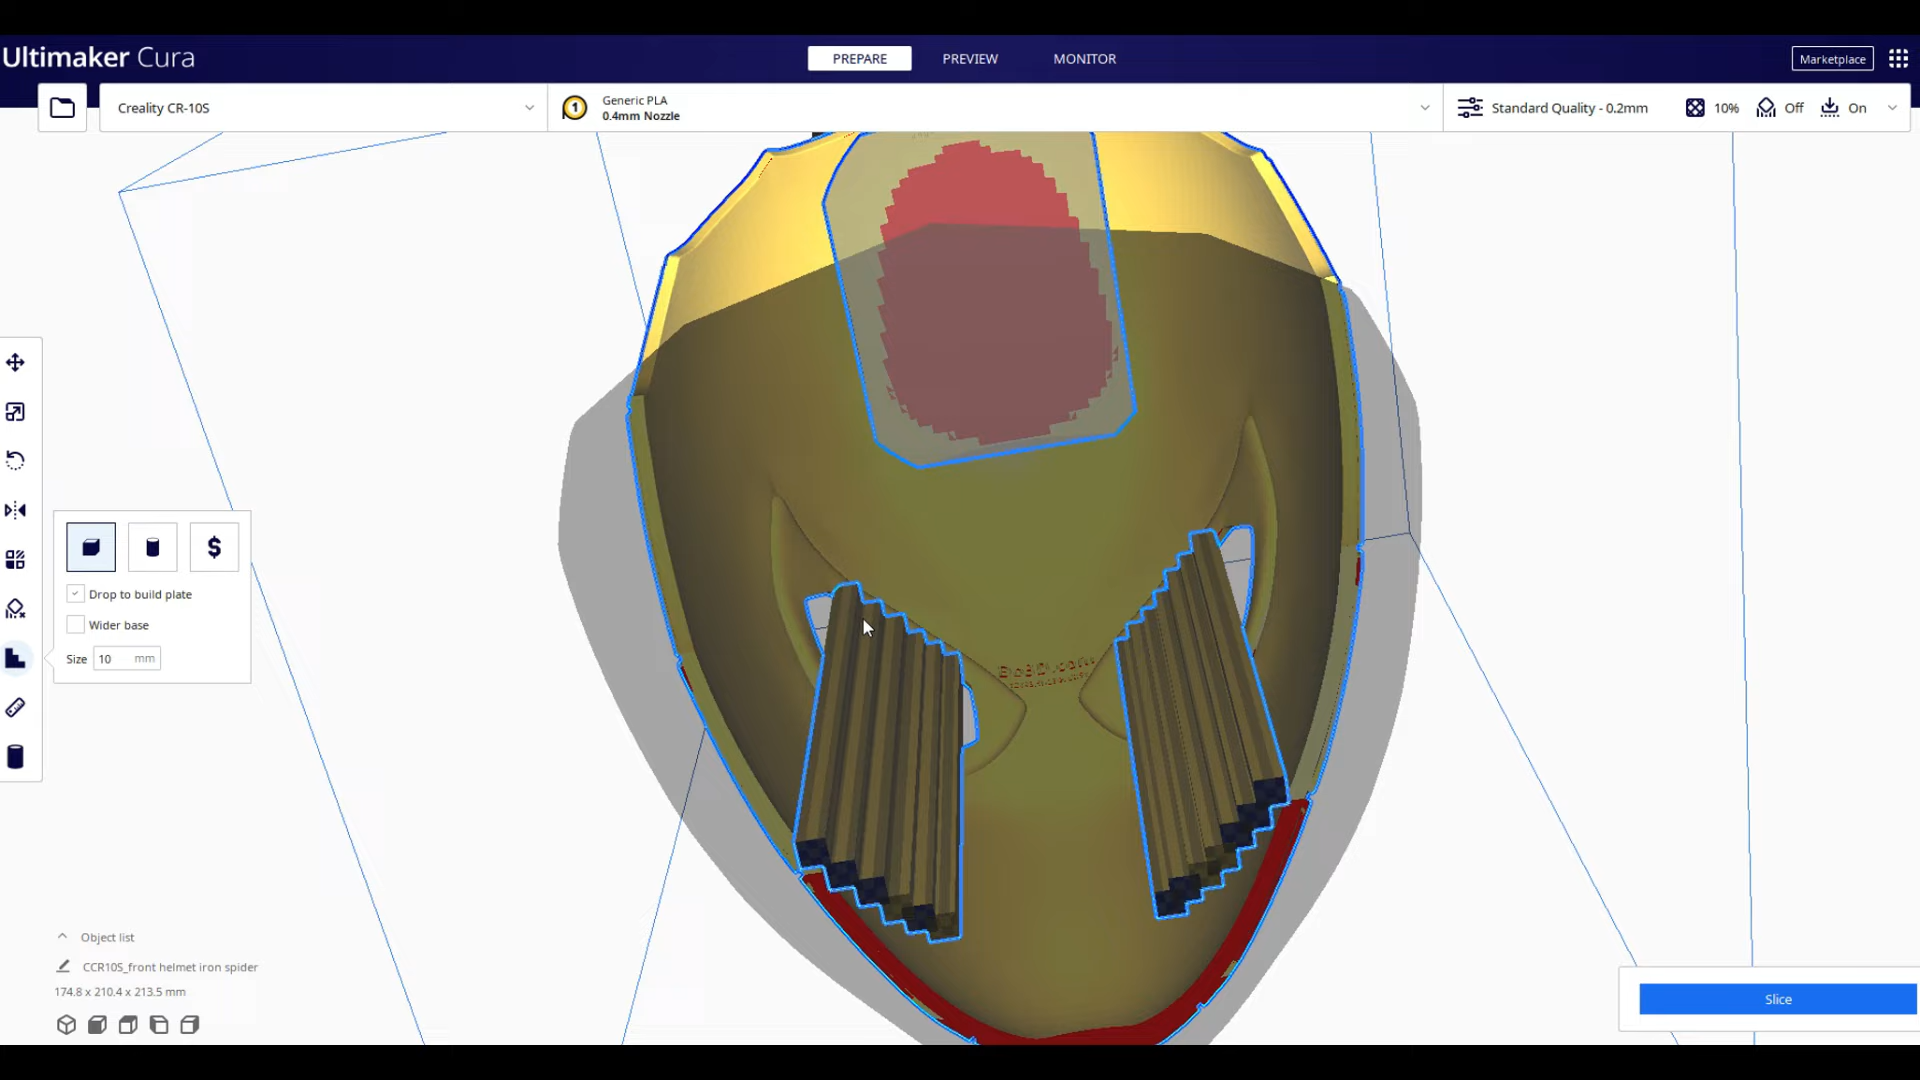 Ultimaker Cura
PREPARE
PREVIEW
MONITOR
Marketplace
Creality CR-10S
1
Generic PLA
0.4mm Nozzle
Standard Quality - 0.2mm
10%
Off
On
$
Drop to build plate
Wider base
Size 10 mm
Object list
CCR10S_front helmet iron spider
174.8 x 210.4 x 213.5 mm
Slice